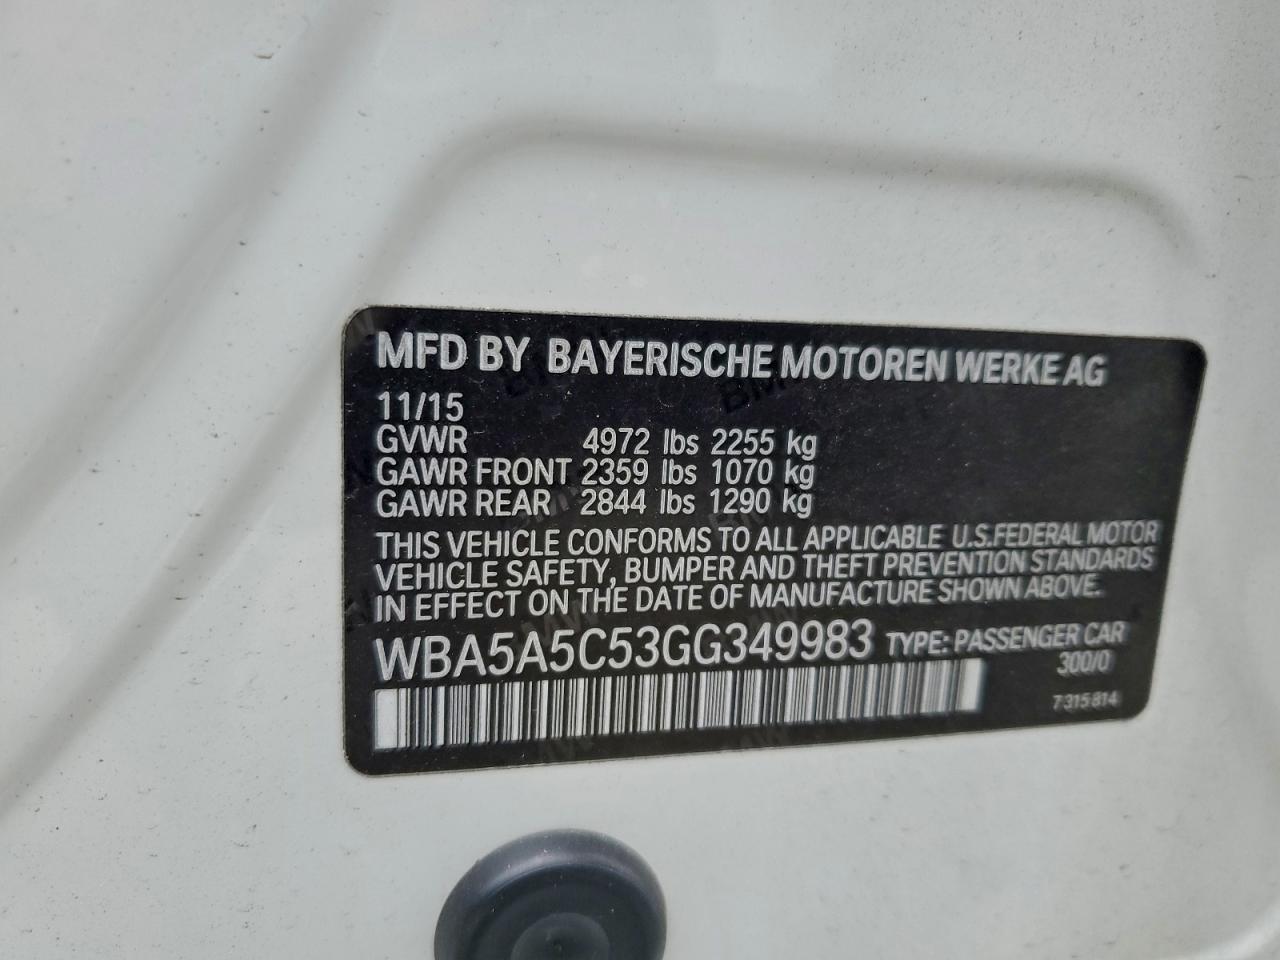 MFD BY BAYERISCHE MOTOREN WERKE AG
11/15
GVWR 4972 lbs 2255 kg
GAWR FRONT 2359 lbs 1070 kg
GAWR REAR 2844 lbs 1290 kg
THIS VEHICLE CONFORMS TO ALL APPLICABLE U.S.FEDERAL MOTOR
VEHICLE SAFETY, BUMPER AND THEFT PREVENTION STANDARDS
IN EFFECT ON THE DATE OF MANUFACTURE SHOWN ABOVE.
WBA5A5C53GG349983 TYPE: PASSENGER CAR
300/0
7315814